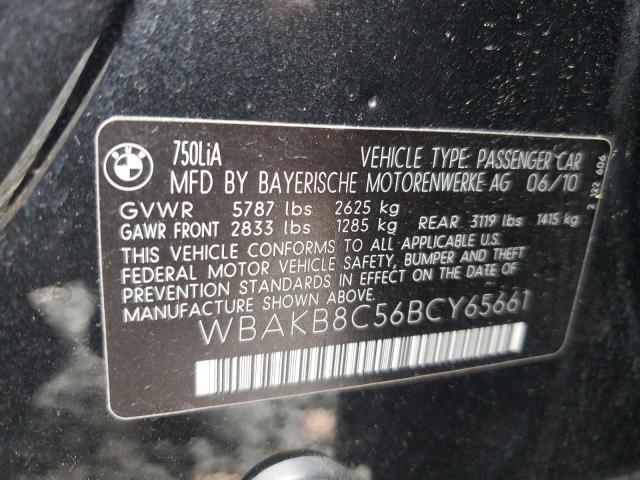 BMW
750LiA
VEHICLE TYPE: PASSENGER CAR
MFD BY BAYERISCHE MOTORENWERKE AG 06/10
GVWR 5787 lbs 2625 kg
GAWR FRONT 2833 lbs 1285 kg REAR 3119 lbs 1415 kg
THIS VEHICLE CONFORMS TO ALL APPLICABLE U.S.
FEDERAL MOTOR VEHICLE SAFETY, BUMPER AND THEFT
PREVENTION STANDARDS IN EFFECT ON THE DATE OF
MANUFACTURE SHOWN ABOVE.
WBAKB8C56BCY65661